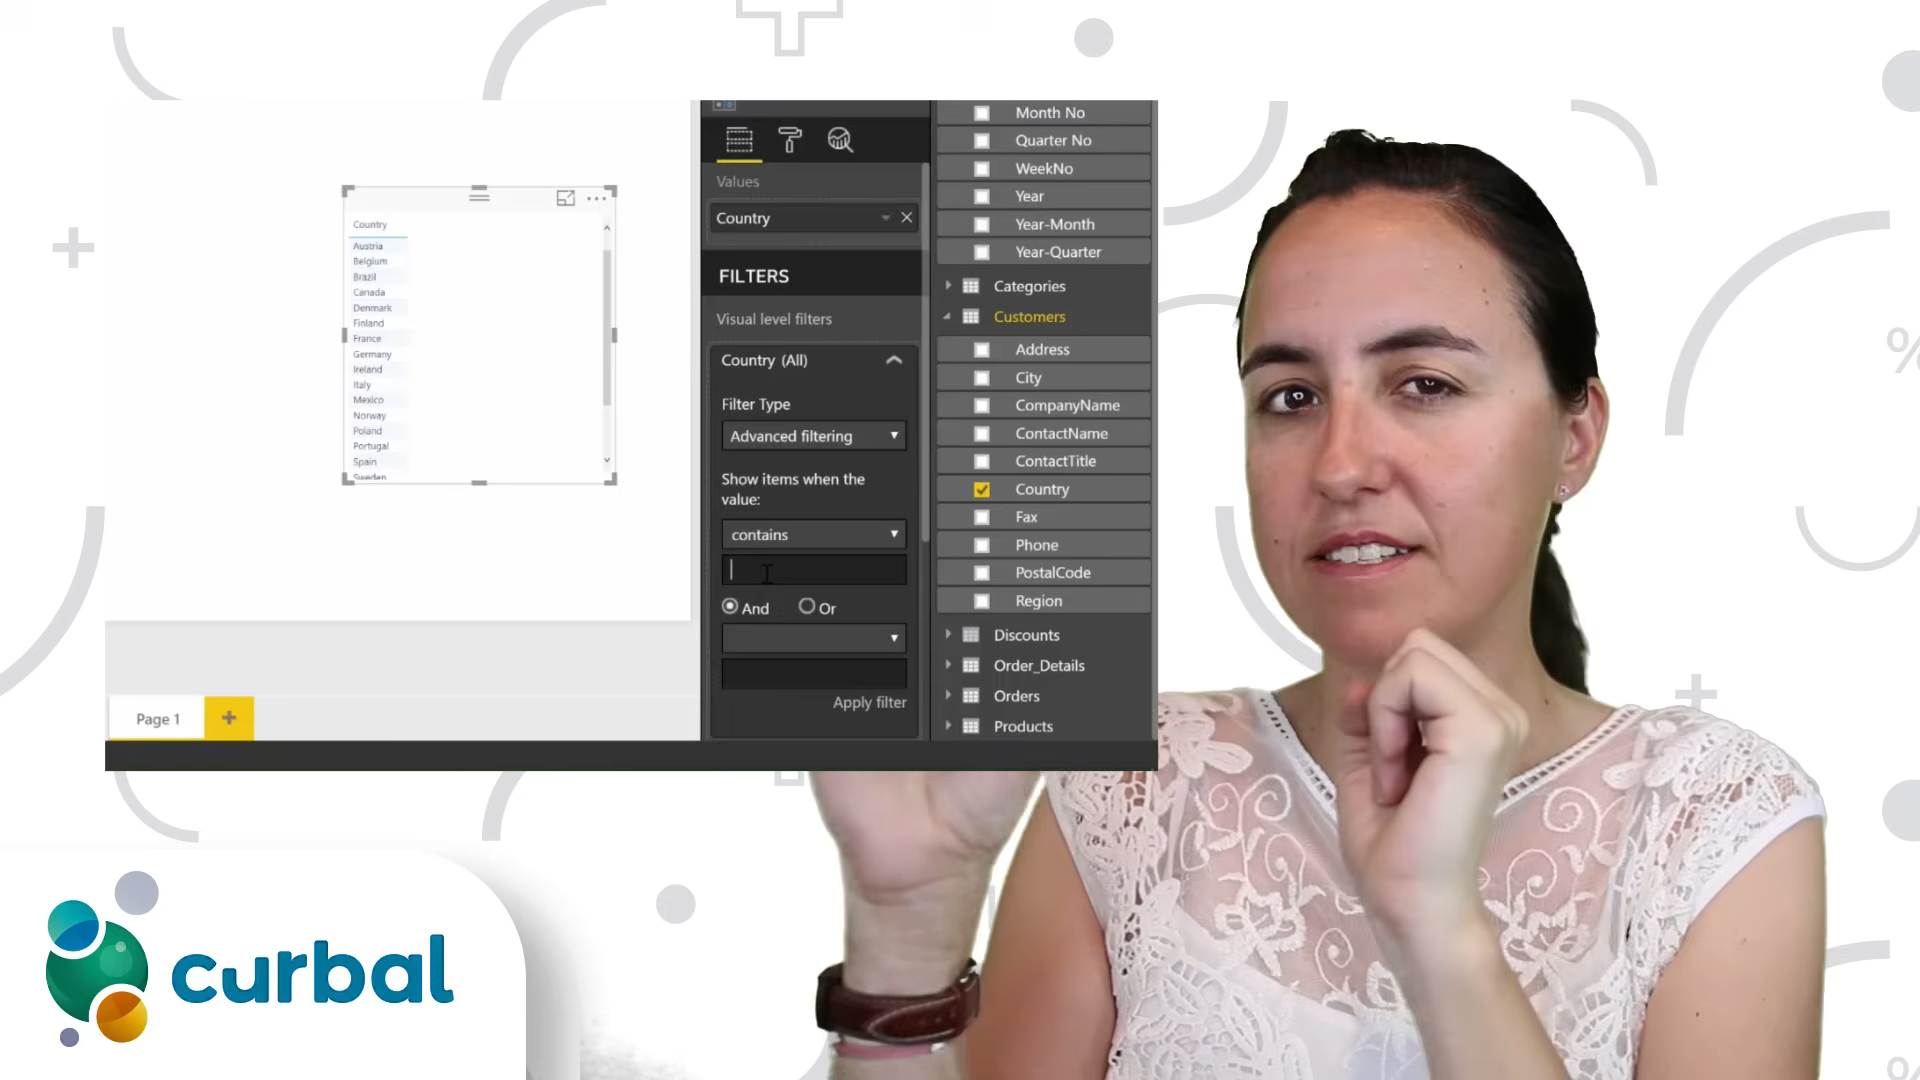 Country
Austria
Belgium
Brazil
Canada
Denmark
Finland
France
Germany
Ireland
Italy
Mexico
Norway
Poland
Portugal
Spain
Sweden
Page 1
+
Values
Country
FILTERS
Visual level filters
Country (All)
Filter Type
Advanced filtering
Show items when the
value:
contains
And Or
Apply filter
Month No
Quarter No
WeekNo
Year
Year-Month
Year-Quarter
Categories
Customers
Address
City
CompanyName
ContactName
ContactTitle
Country
Fax
Phone
PostalCode
Region
Discounts
Order_Details
Orders
Products
%
%
curbal